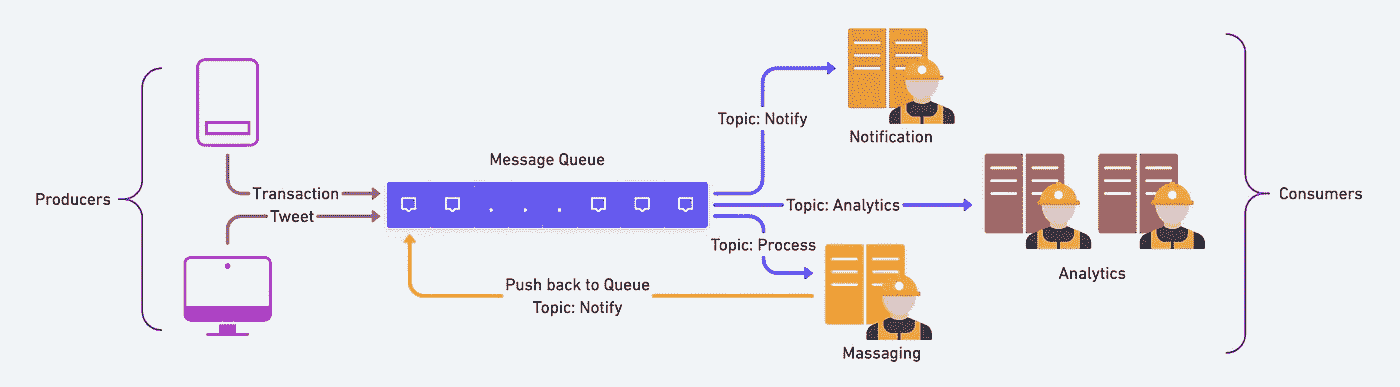 Producers
Transaction
Tweet
Message Queue
Push back to Queue
Topic: Notify
Topic: Notify
Notification
Topic: Analytics
Analytics
Topic: Process
Massaging
Consumers